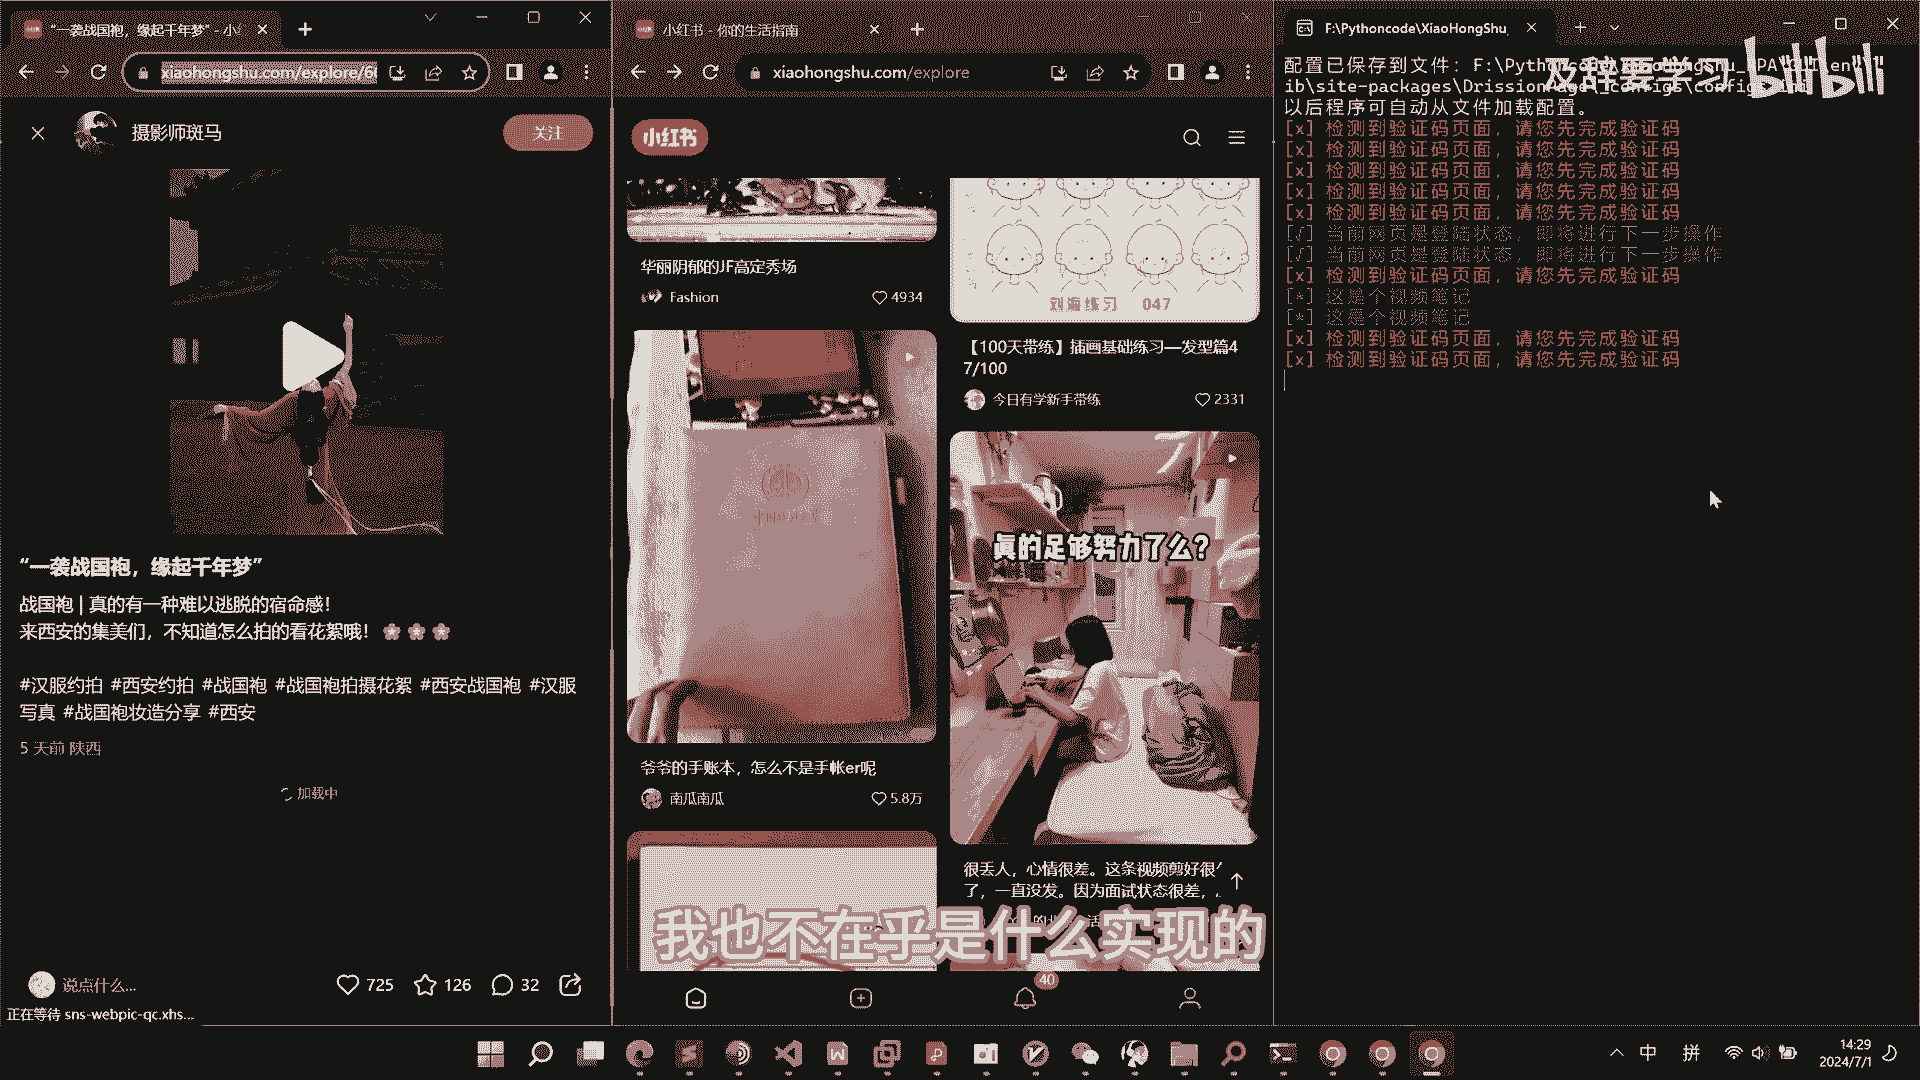 “一袭战国袍，缘起千年梦” - 小
xiaohongshu.com/explore/6
摄影师斑马
关注
“一袭战国袍，缘起千年梦”
战国袍 | 真的有一种难以逃脱的宿命感！
来西安的集美们，不知道怎么拍的看花絮哦！🌸🌸🌸
#汉服约拍 #西安约拍 #战国袍 #战国袍拍摄花絮 #西安战国袍 #汉服
写真 #战国袍妆造分享 #西安
5 天前 陕西
加载中
说点什么...
725
126
32
正在等待 sns-webpic-qc.xhs...
小红书 - 你的生活指南
xiaohongshu.com/explore
小红书
华丽阴郁的JF高定秀场
Fashion
4934
刘海练习 047
【100天带练】插画基础练习—发型篇4
7/100
今日有学新手带练
2331
爷爷的手账本，怎么不是手帐er呢
南瓜南瓜
5.8万
真的足够努力了么？
很丢人，心情很差。这条视频剪好很
了，一直没发。因为面试状态很差，
我也不在乎是什么实现的
40
F:\Pythoncode\XiaoHongShu_
配置已保存到文件：F:\Pythoncode\XiaoHongShu_
ib\site-packages\DrissionPage\_configs\configs.ini
以后程序可自动从文件加载配置。
[x] 检测到验证码页面，请您先完成验证码
[x] 检测到验证码页面，请您先完成验证码
[x] 检测到验证码页面，请您先完成验证码
[x] 检测到验证码页面，请您先完成验证码
[x] 检测到验证码页面，请您先完成验证码
[√] 当前网页是登陆状态，即将进行下一步操作
[√] 当前网页是登陆状态，即将进行下一步操作
[x] 检测到验证码页面，请您先完成验证码
[*] 这是个视频笔记
[*] 这是个视频笔记
[x] 检测到验证码页面，请您先完成验证码
[x] 检测到验证码页面，请您先完成验证码
及辞要学习 bilibili
中
拼
14:29
2024/7/1